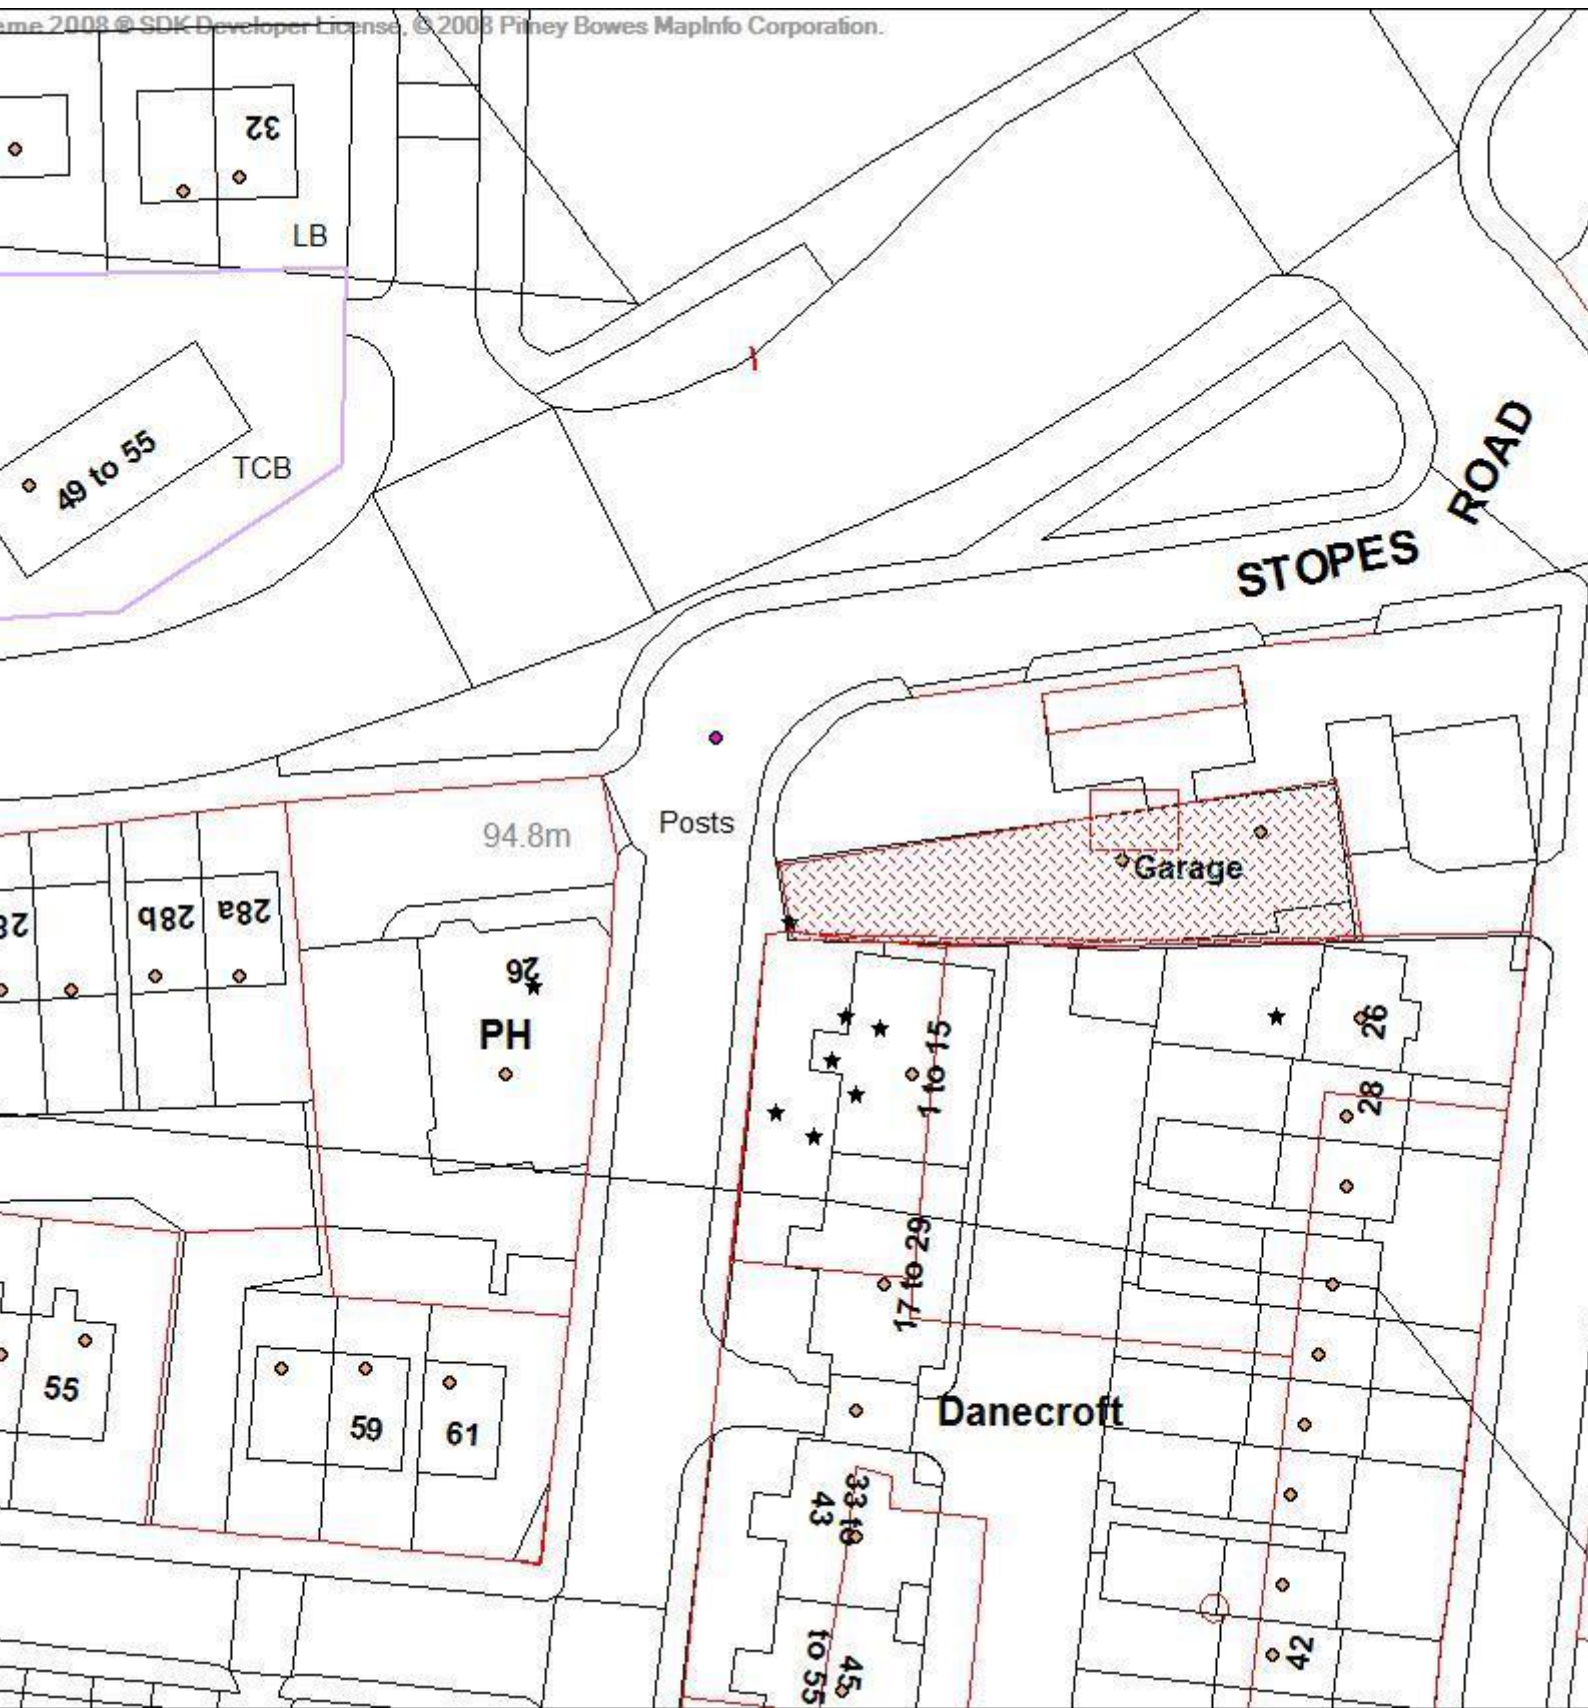 eme 2008 ® SDK Developer License, © 2008 Pitney Bowes MapInfo Corporation.
32
LB
49 to 55
TCB
ROAD
STOPES
Posts
94.8m
Garage
28
28b
28a
26
PH
1 to 15
26
28
17 to 29
55
59
61
Danecroft
33 to
43
42
45
to 55